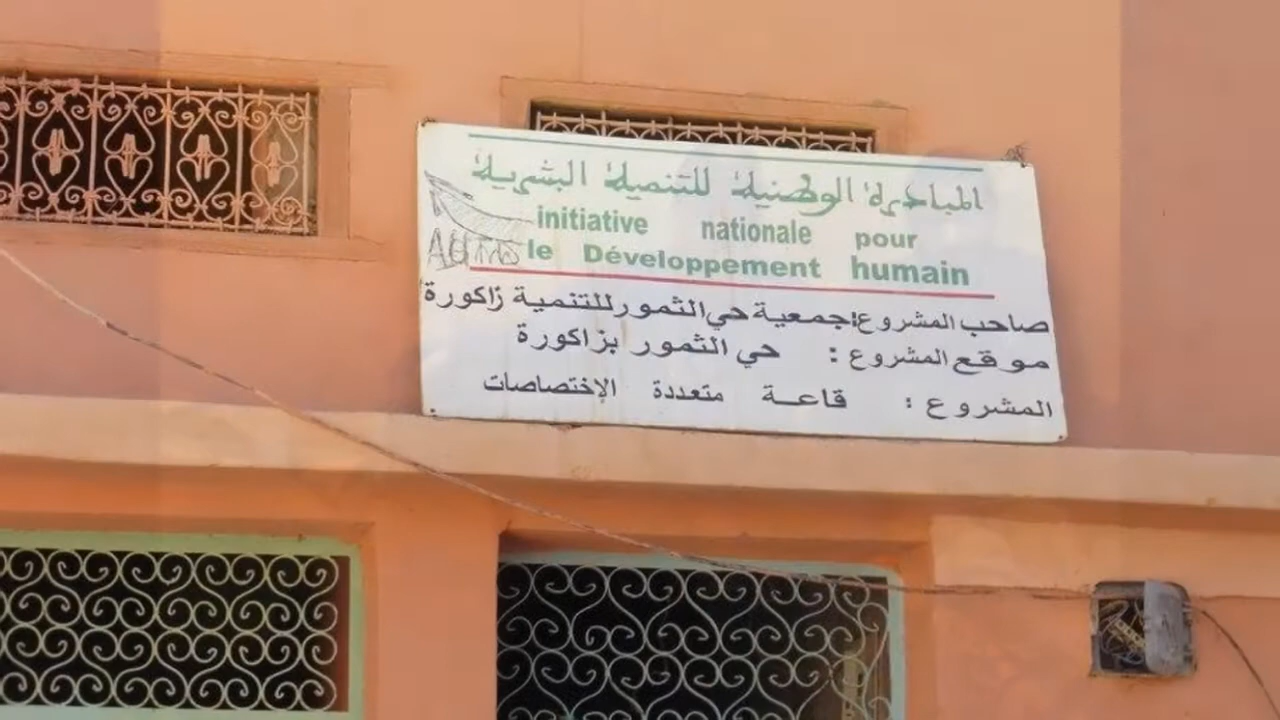 المبادرة الوطنية للتنمية البشرية
initiative nationale pour
le Développement humain
صاحب المشروع: جمعية حي الثمور للتنمية زاكورة
موقع المشروع : حي الثمور بزاكورة
المشروع : قاعة متعددة الإختصاصات